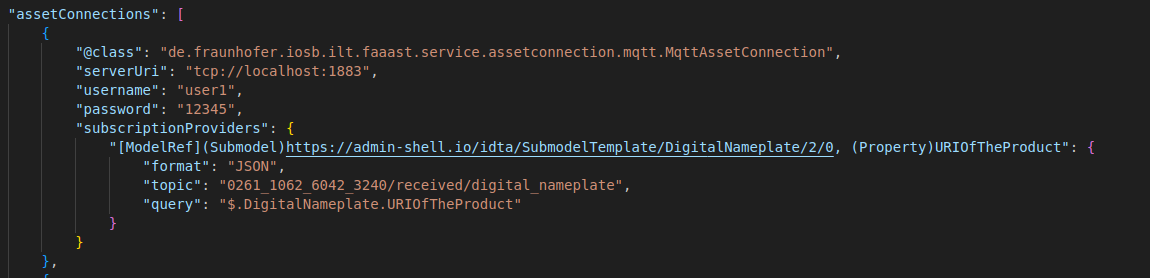 "assetConnections": [
{
"@class": "de.fraunhofer.iosb.ilt.faaast.service.assetconnection.mqtt.MqttAssetConnection",
"serverUri": "tcp://localhost:1883",
"username": "user1",
"password": "12345",
"subscriptionProviders": {
"[ModelRef](Submodel)https://admin-shell.io/idta/SubmodelTemplate/DigitalNameplate/2/0, (Property)URIOfTheProduct": {
"format": "JSON",
"topic": "0261_1062_6042_3240/received/digital_nameplate",
"query": "$.DigitalNameplate.URIOfTheProduct"
}
}
},
{